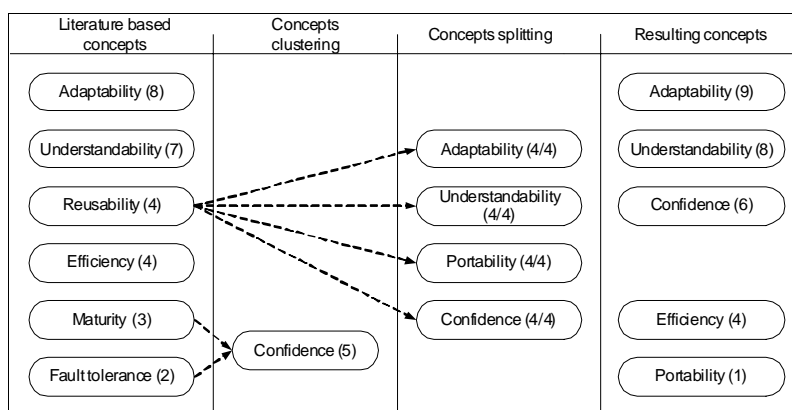 Literature based
concepts
Concepts
clustering
Concepts splitting
Resulting concepts
Adaptability (8)
Adaptability (9)
Understandability (7)
Adaptability (4/4)
Understandability (8)
Reusability (4)
Understandability
(4/4)
Confidence (6)
Efficiency (4)
Portability (4/4)
Maturity (3)
Confidence (4/4)
Efficiency (4)
Confidence (5)
Fault tolerance (2)
Portability (1)